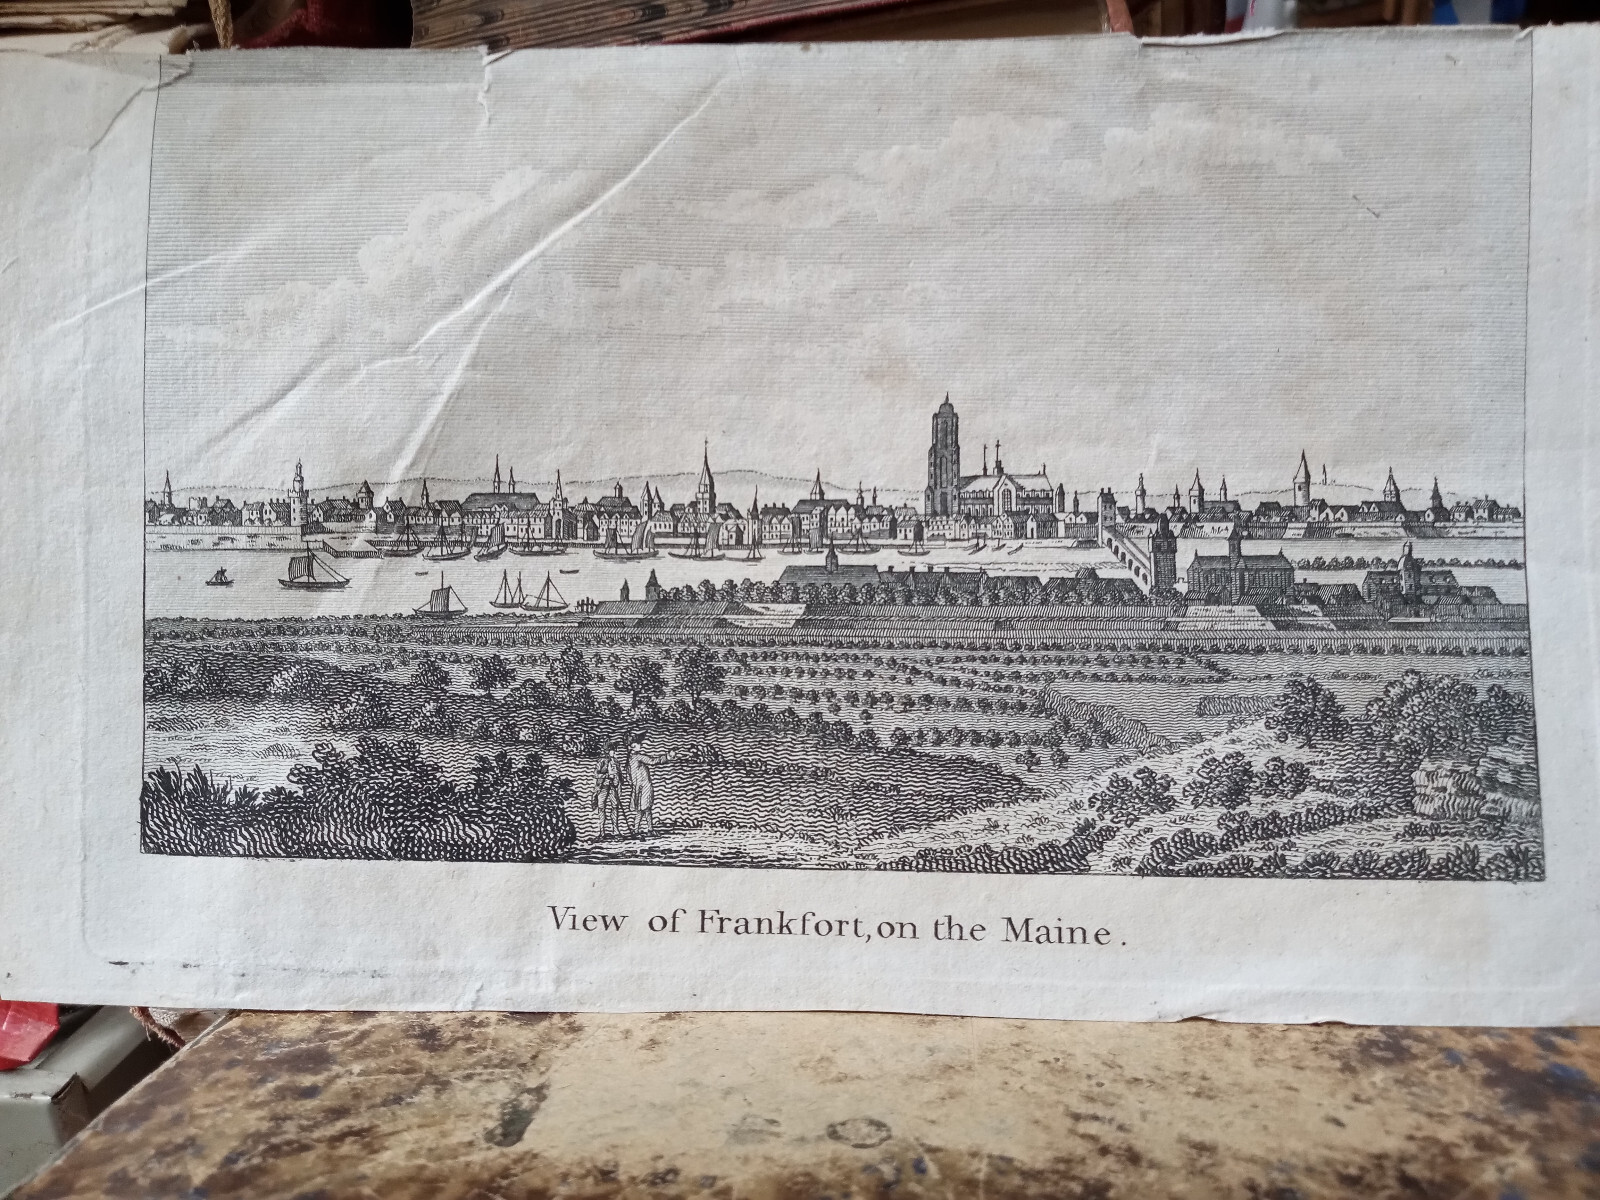 View of Frankfort, on the Maine.